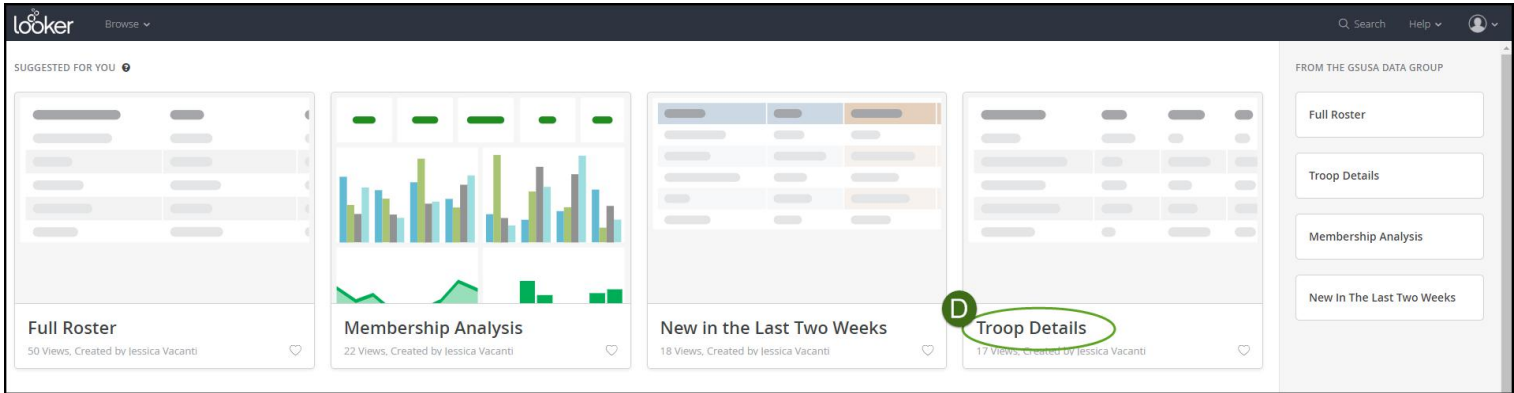 looker
Browse
Search
Help
SUGGESTED FOR YOU ?
FROM THE GSUSA DATA GROUP
Full Roster
50 Views, Created by Jessica Vacanti
Membership Analysis
22 Views, Created by Jessica Vacanti
New in the Last Two Weeks
18 Views, Created by Jessica Vacanti
D
Troop Details
17 Views, Created by Jessica Vacanti
Full Roster
Troop Details
Membership Analysis
New In The Last Two Weeks